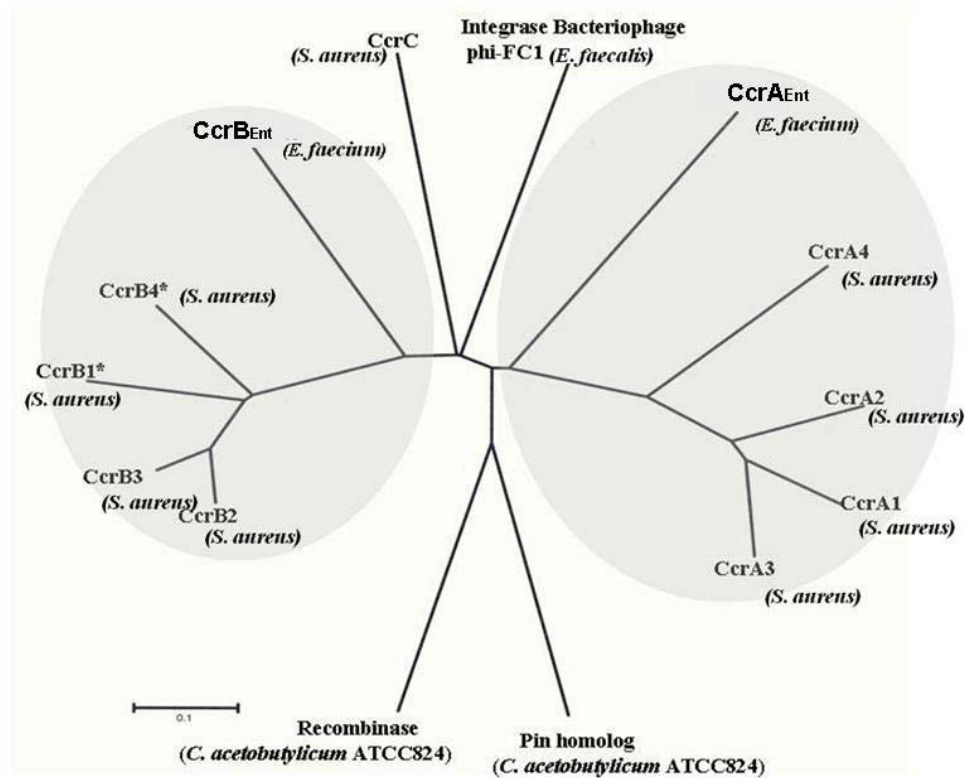 CcrC
(S. aureus)
Integrase Bacteriophage
phi-FC1 (E. faecalis)
CcrBEnt
(E. faecium)
CcrAEnt
(E. faecium)
CcrB4* (S. aureus)
CcrB1*
(S. aureus)
CcrB3
(S. aureus)
CcrB2
(S. aureus)
CcrA4
(S. aureus)
CcrA2
(S. aureus)
CcrA1
(S. aureus)
CcrA3
(S. aureus)
0.1
Recombinase
(C. acetobutylicum ATCC824)
Pin homolog
(C. acetobutylicum ATCC824)